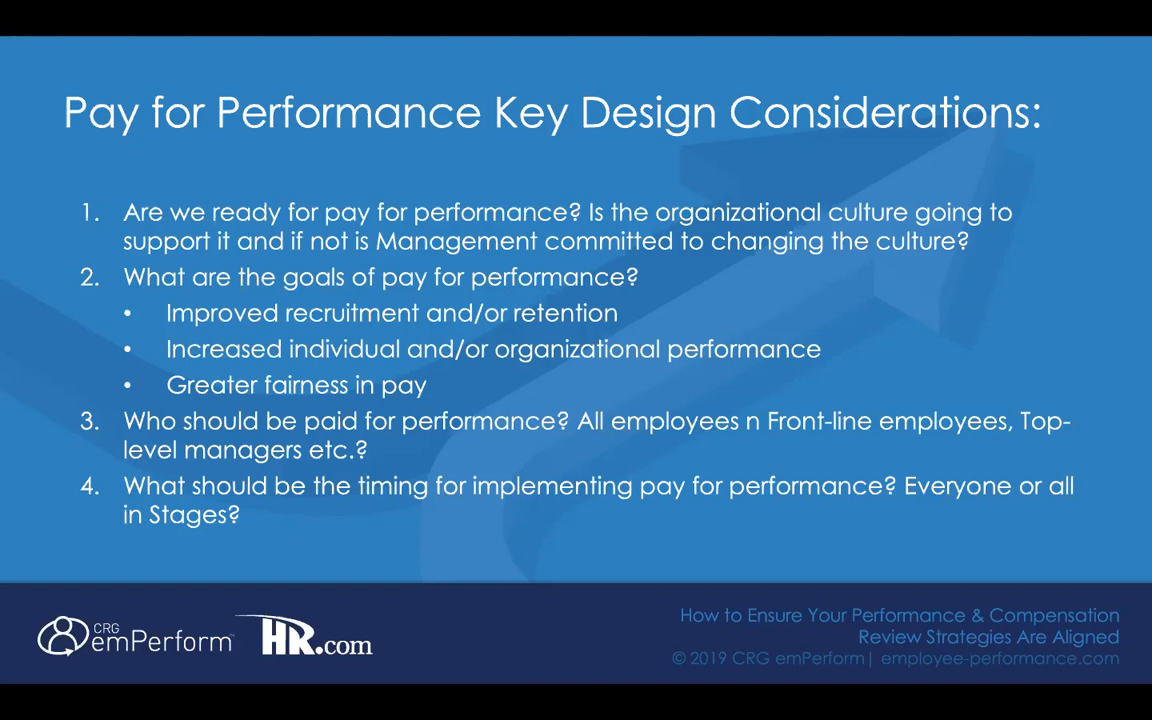 Pay for Performance Key Design Considerations:
1. Are we ready for pay for performance? Is the organizational culture going to
support it and if not is Management committed to changing the culture?
2. What are the goals of pay for performance?
• Improved recruitment and/or retention
• Increased individual and/or organizational performance
• Greater fairness in pay
3. Who should be paid for performance? All employees n Front-line employees, Top-
level managers etc.?
4. What should be the timing for implementing pay for performance? Everyone or all
in Stages?
CRG
emPerform™
HR.com
How to Ensure Your Performance & Compensation
Review Strategies Are Aligned
© 2019 CRG emPerform| employee-performance.com